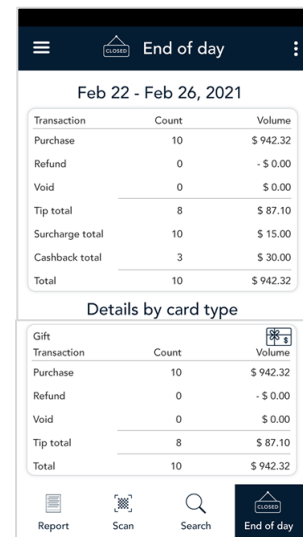 CLOSED End of day
Feb 22 - Feb 26, 2021
Transaction Count Volume
Purchase 10 $ 942.32
Refund 0 - $ 0.00
Void 0 $ 0.00
Tip total 8 $ 87.10
Surcharge total 10 $ 15.00
Cashback total 3 $ 30.00
Total 10 $ 942.32
Details by card type
Gift $
Transaction Count Volume
Purchase 10 $ 942.32
Refund 0 - $ 0.00
Void 0 $ 0.00
Tip total 8 $ 87.10
Total 10 $ 942.32
CLOSED
Report Scan Search End of day